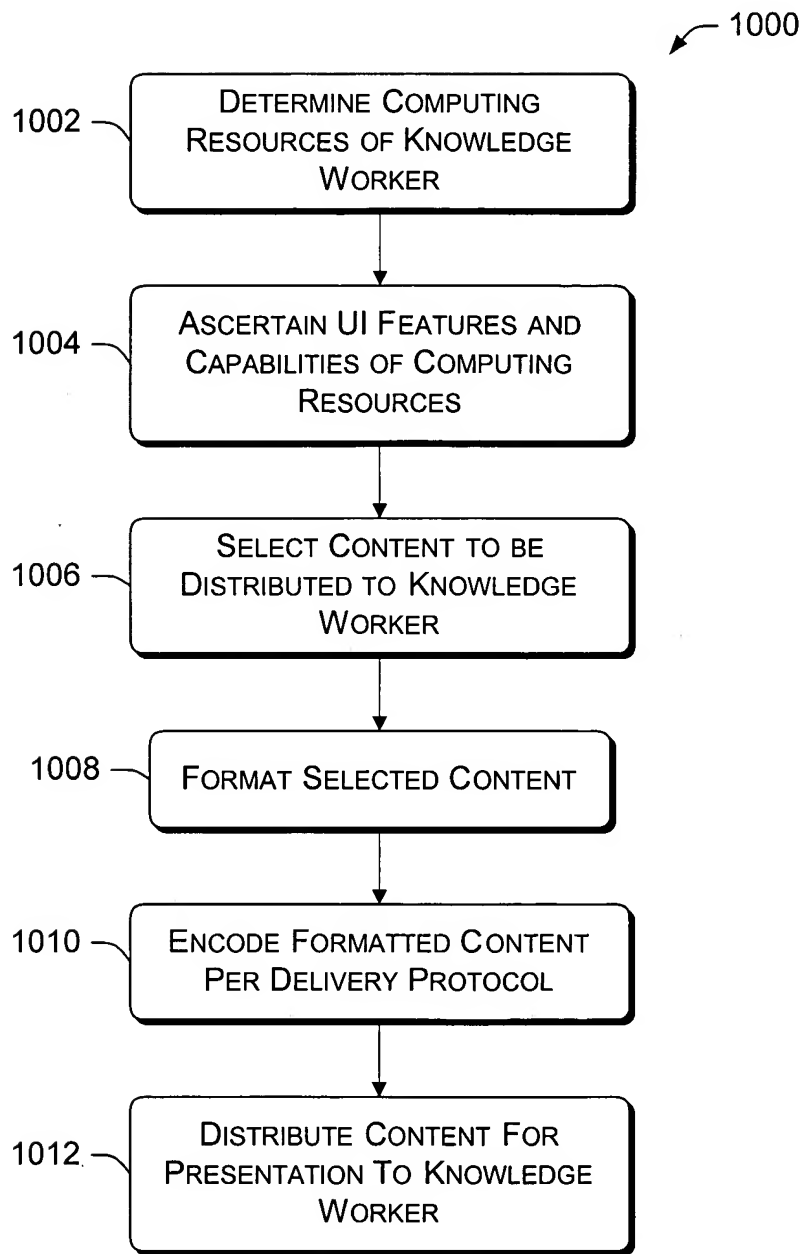 1000
1002
DETERMINE COMPUTING
RESOURCES OF KNOWLEDGE
WORKER
1004
ASCERTAIN UI FEATURES AND
CAPABILITIES OF COMPUTING
RESOURCES
1006
SELECT CONTENT TO BE
DISTRIBUTED TO KNOWLEDGE
WORKER
1008
FORMAT SELECTED CONTENT
1010
ENCODE FORMATTED CONTENT
PER DELIVERY PROTOCOL
1012
DISTRIBUTE CONTENT FOR
PRESENTATION TO KNOWLEDGE
WORKER